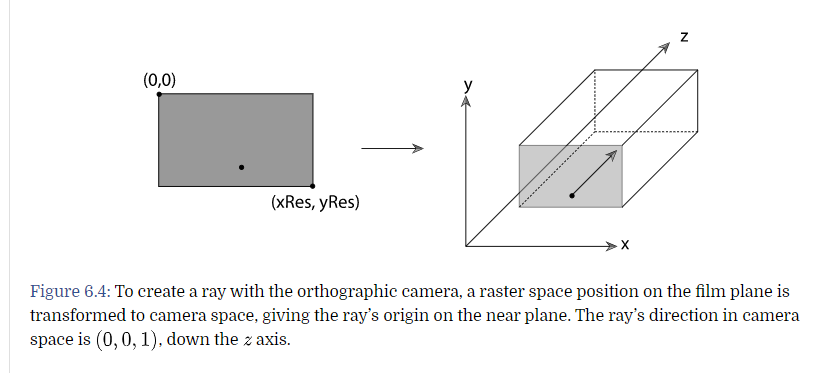 (0,0)
(xRes, yRes)
y
z
x
Figure 6.4: To create a ray with the orthographic camera, a raster space position on the film plane is
transformed to camera space, giving the ray’s origin on the near plane. The ray’s direction in camera
space is (0, 0, 1), down the z axis.